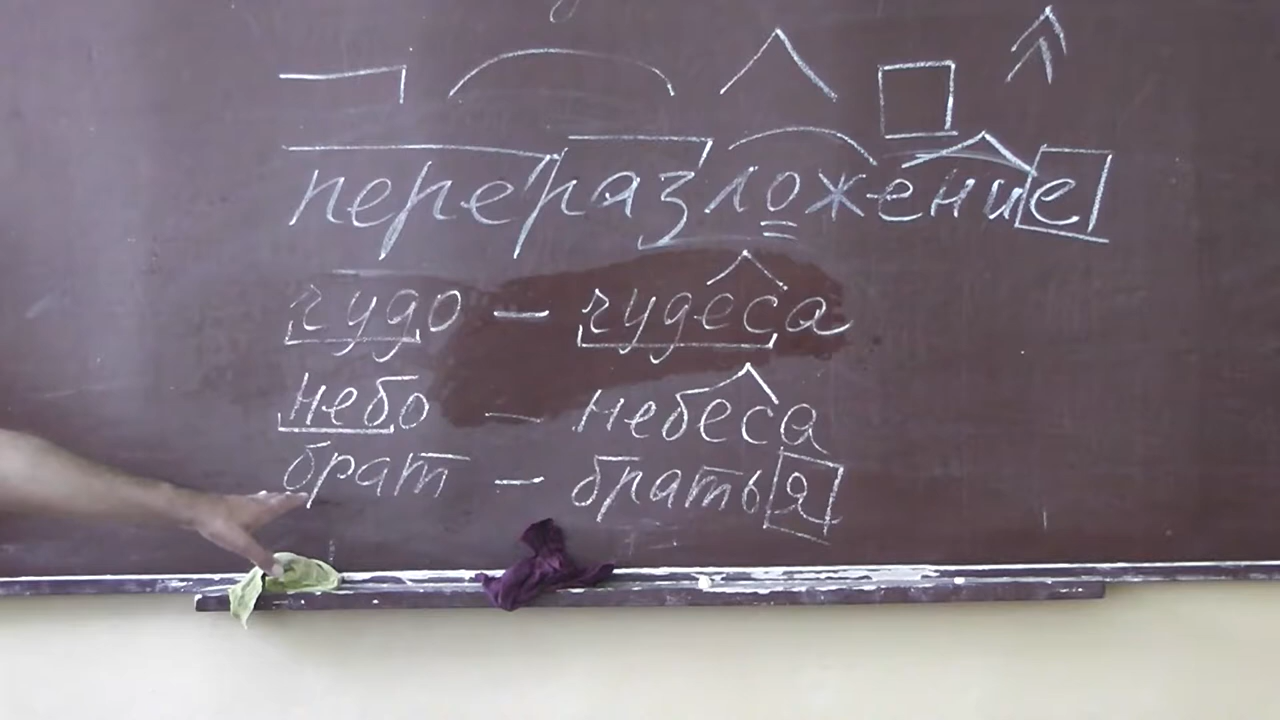 переразложение
чудо – чудеса
небо – небеса
брат – братья